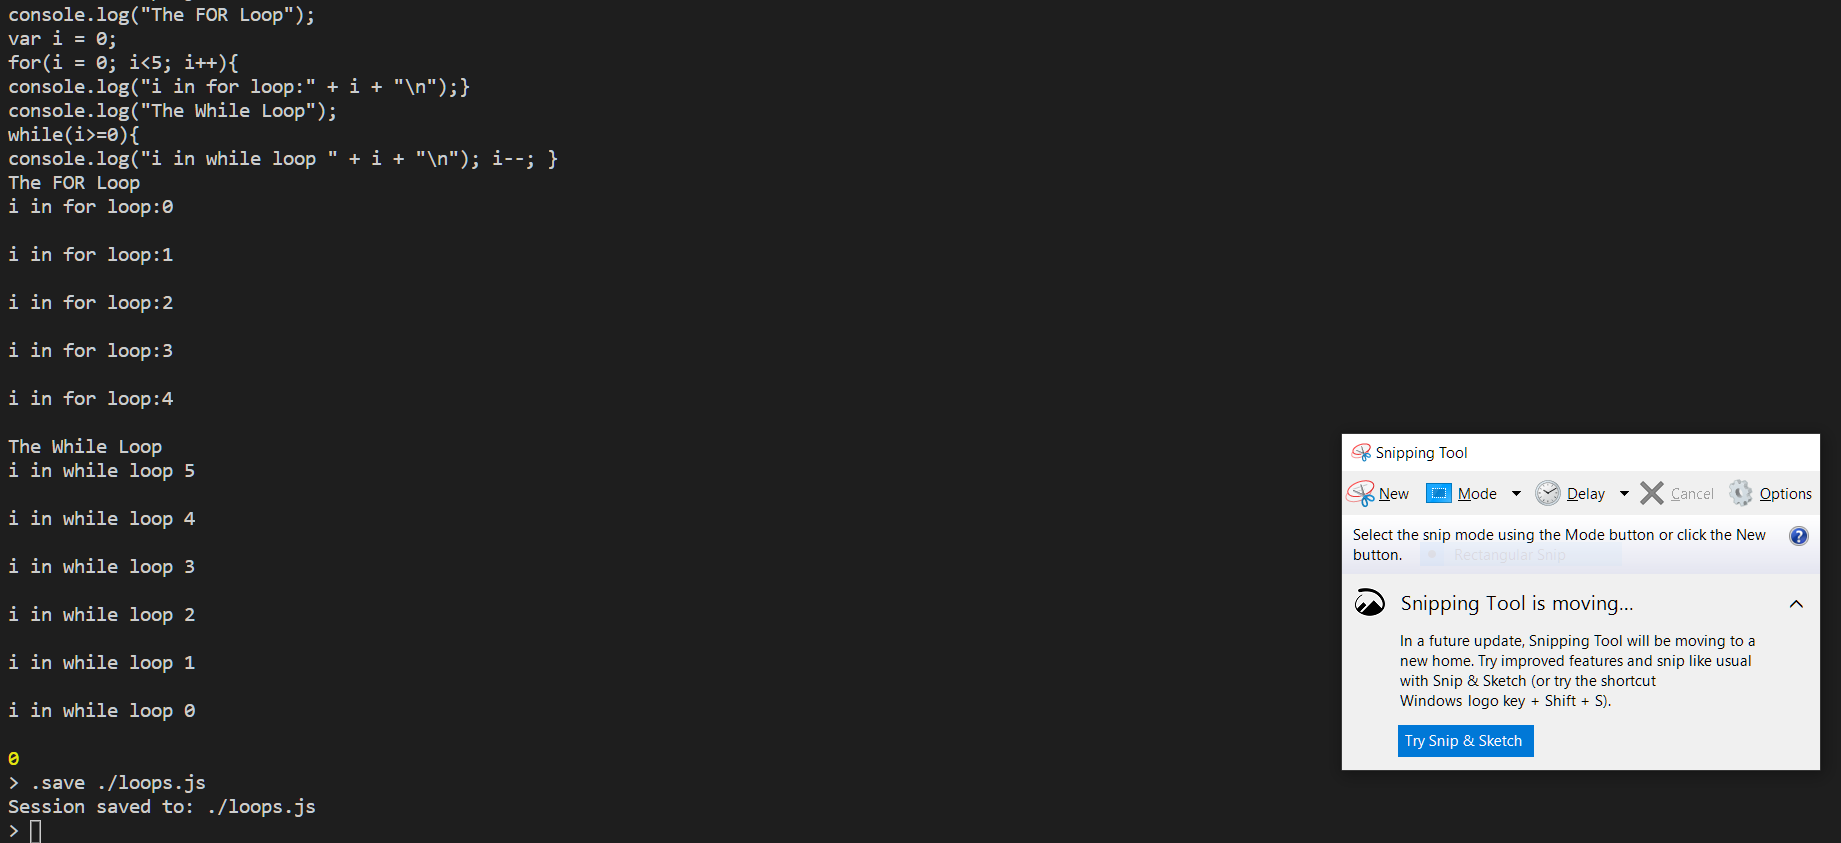 console.log("The FOR Loop");
var i = 0;
for(i = 0; i<5; i++){
console.log("i in for loop:" + i + "\n");}
console.log("The While Loop");
while(i>=0){
console.log("i in while loop " + i + "\n"); i--; }
The FOR Loop
i in for loop:0
i in for loop:1
i in for loop:2
i in for loop:3
i in for loop:4
The While Loop
i in while loop 5
i in while loop 4
i in while loop 3
i in while loop 2
i in while loop 1
i in while loop 0
0
> .save ./loops.js
Session saved to: ./loops.js
>
Snipping Tool
New Mode Delay Cancel Options
Select the snip mode using the Mode button or click the New
button.
Rectangular Snip
Snipping Tool is moving...
In a future update, Snipping Tool will be moving to a
new home. Try improved features and snip like usual
with Snip & Sketch (or try the shortcut
Windows logo key + Shift + S).
Try Snip & Sketch